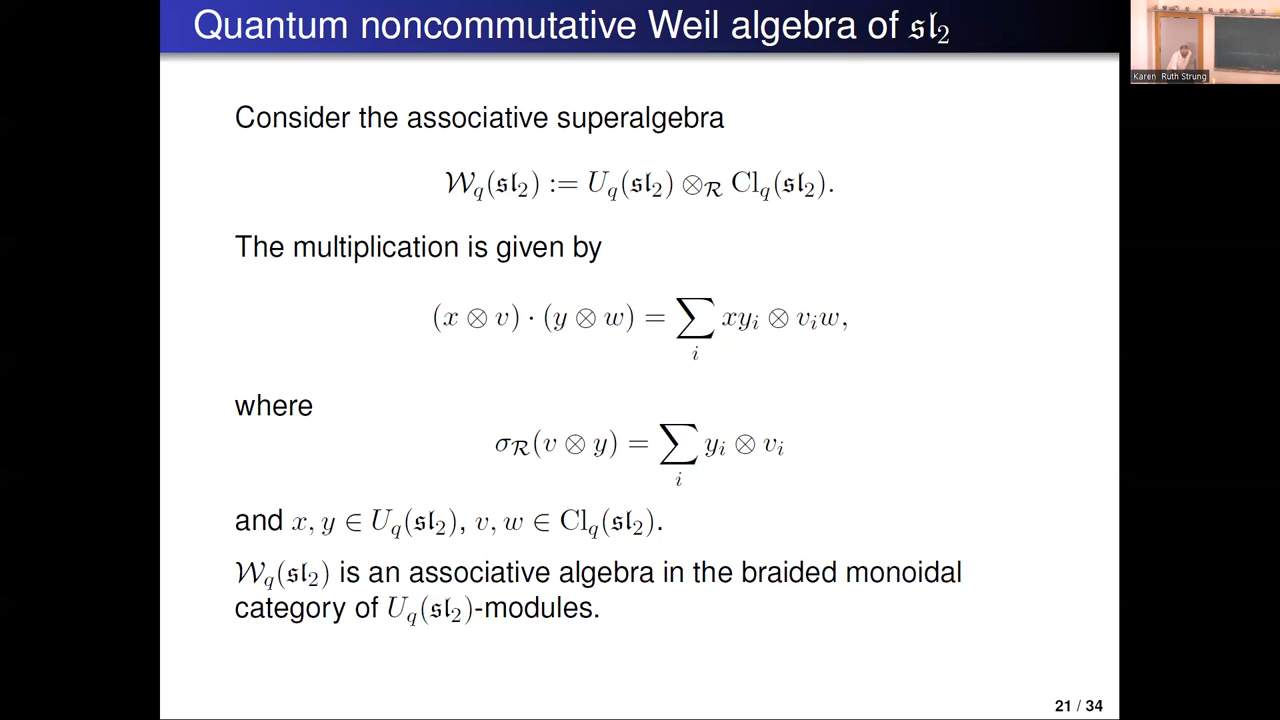 Quantum noncommutative Weil algebra of 𝔰𝔩₂
Karen Ruth Strung
Consider the associative superalgebra
𝒲_q(𝔰𝔩₂) := U_q(𝔰𝔩₂) ⊗_ℛ Cl_q(𝔰𝔩₂).
The multiplication is given by
(x ⊗ v) · (y ⊗ w) = ∑_i xy_i ⊗ v_i w,
where
σ_ℛ(v ⊗ y) = ∑_i y_i ⊗ v_i
and x, y ∈ U_q(𝔰𝔩₂), v, w ∈ Cl_q(𝔰𝔩₂).
𝒲_q(𝔰𝔩₂) is an associative algebra in the braided monoidal
category of U_q(𝔰𝔩₂)-modules.
21 / 34